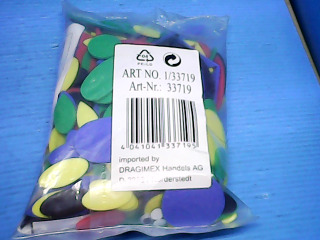 ART NO. 1/33719
Art-Nr.: 33719
4 041041 337195
imported by
DRAGIMEX Handels AG